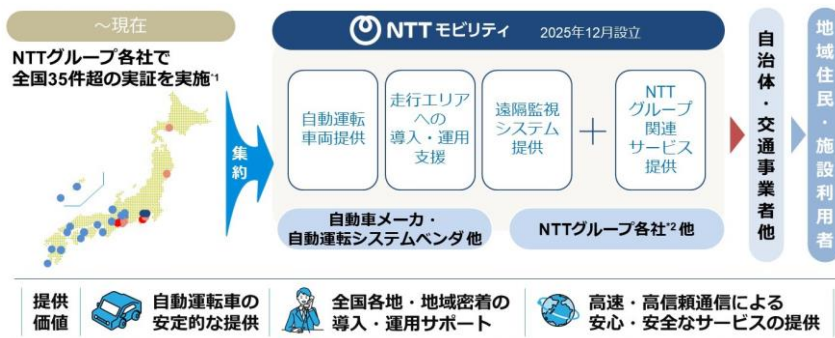 ～現在
NTTグループ各社で
全国35件超の実証を実施*1
集約
NTT モビリティ 2025年12月設立
自動運転
車両提供
走行エリア
への
導入・運用
支援
遠隔監視
システム
提供
＋
NTT
グループ
関連
サービス
提供
自動車メーカ・
自動運転システムベンダ 他
NTTグループ各社*2 他
自治体・交通事業者他
地域住民・施設利用者
提供
価値
自動運転車の
安定的な提供
全国各地・地域密着の
導入・運用サポート
高速・高信頼通信による
安心・安全なサービスの提供